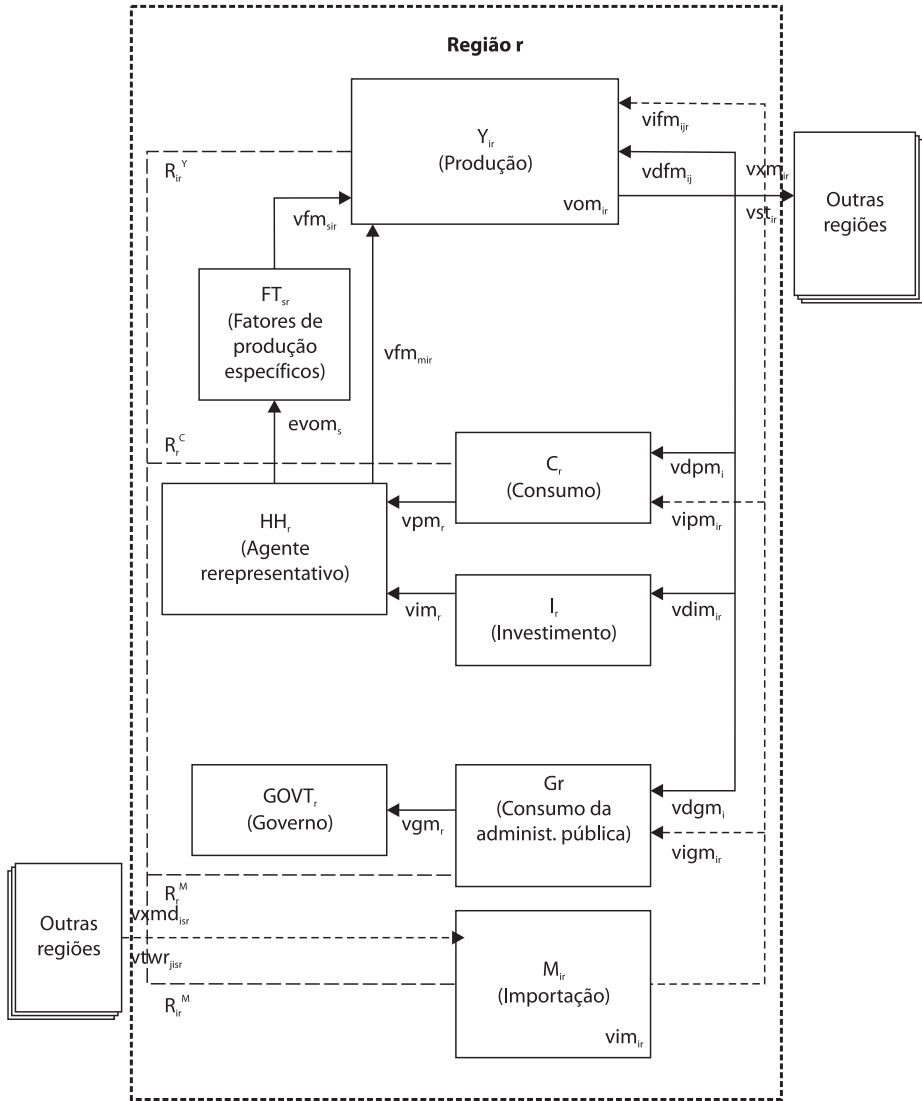 Região r
Y_ir
(Produção)
vom_ir
vifm_ijr
vdfm_ij
vxm_ir
vst_ir
Outras
regiões
R_ir^Y
vfm_sir
FT_sr
(Fatores de
produção
específicos)
vfm_mir
evom_s
R_r^C
C_r
(Consumo)
vdpm_i
vipm_ir
HH_r
(Agente
rerepresentativo)
vpm_r
vim_r
I_r
(Investimento)
vdim_ir
GOVT_r
(Governo)
vgm_r
Gr
(Consumo da
administ. pública)
vdgm_i
vigm_ir
R_r^M
Outras
regiões
vxmd_isr
vtwr_jisr
R_ir^M
M_ir
(Importação)
vim_ir